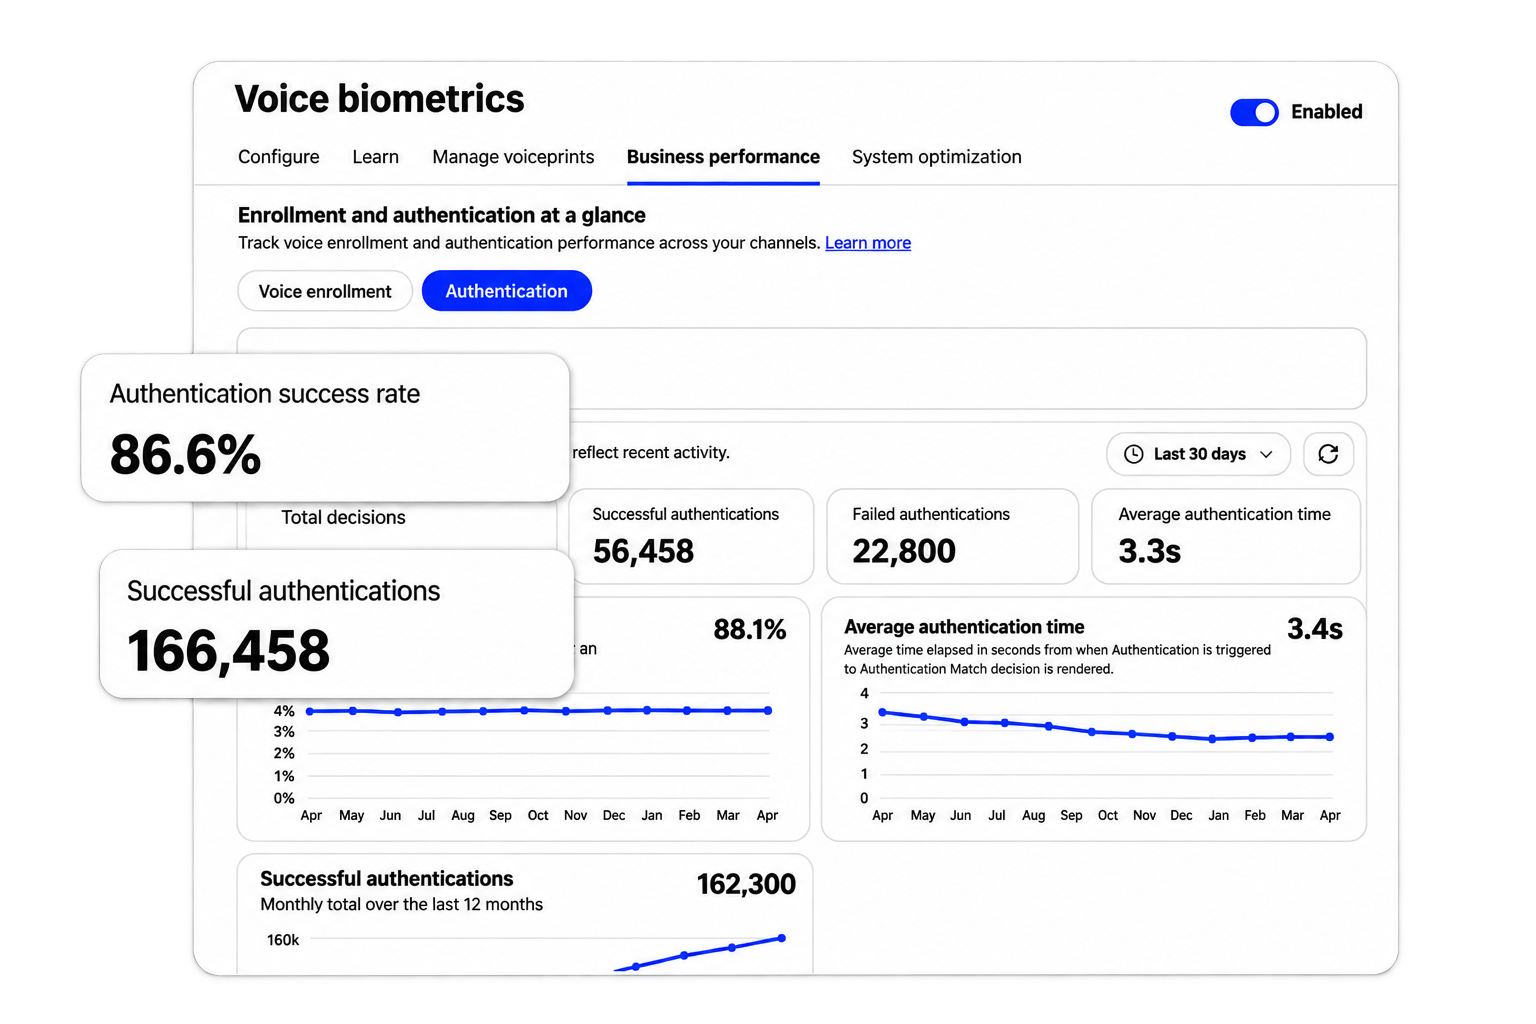 Voice biometrics
Enabled
Configure Learn Manage voiceprints Business performance System optimization
Enrollment and authentication at a glance
Track voice enrollment and authentication performance across your channels. Learn more
Voice enrollment Authentication
Authentication success rate
86.6%
reflect recent activity.
Last 30 days
Total decisions
Successful authentications
56,458
Failed authentications
22,800
Average authentication time
3.3s
Successful authentications
166,458
88.1%
an
4%
3%
2%
1%
0%
Apr May Jun Jul Aug Sep Oct Nov Dec Jan Feb Mar Apr
Average authentication time
3.4s
Average time elapsed in seconds from when Authentication is triggered
to Authentication Match decision is rendered.
4
3
2
1
0
Apr May Jun Jul Aug Sep Oct Nov Dec Jan Feb Mar Apr
Successful authentications
162,300
Monthly total over the last 12 months
160k